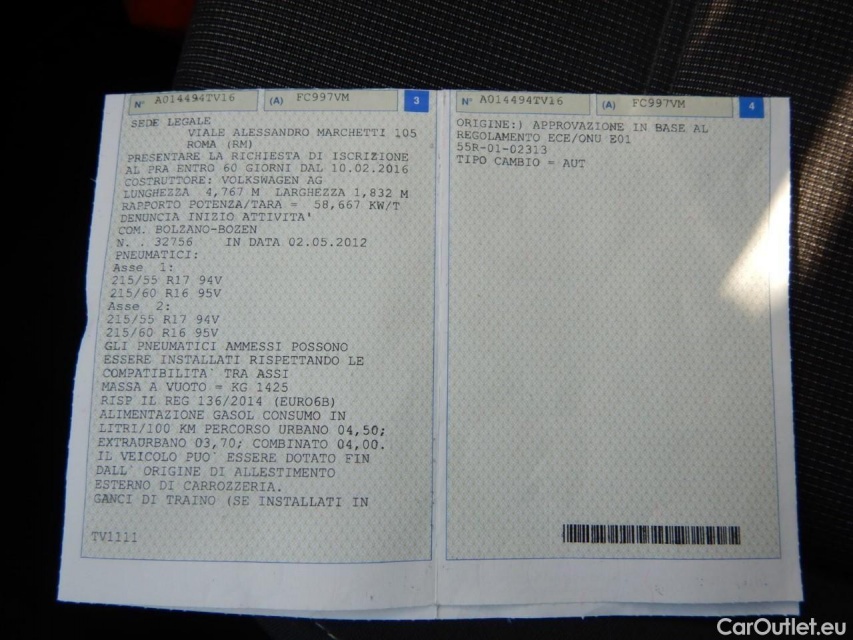 N° A014494TV16 (A) FC997VM 3
SEDE LEGALE
VIALE ALESSANDRO MARCHETTI 105
ROMA (RM)
PRESENTARE LA RICHIESTA DI ISCRIZIONE
AL PRA ENTRO 60 GIORNI DAL 10.02.2016
COSTRUTTORE: VOLKSWAGEN AG
LUNGHEZZA 4,767 M LARGHEZZA 1,832 M
RAPPORTO POTENZA/TARA = 58,667 KW/T
DENUNCIA INIZIO ATTIVITA'
COM. BOLZANO-BOZEN
N. . 32756 IN DATA 02.05.2012
PNEUMATICI:
Asse 1:
215/55 R17 94V
215/60 R16 95V
Asse 2:
215/55 R17 94V
215/60 R16 95V
GLI PNEUMATICI AMMESSI POSSONO
ESSERE INSTALLATI RISPETTANDO LE
COMPATIBILITA' TRA ASSI
MASSA A VUOTO = KG 1425
RISP IL REG 136/2014 (EURO6B)
ALIMENTAZIONE GASOL CONSUMO IN
LITRI/100 KM PERCORSO URBANO 04,50;
EXTRAURBANO 03,70; COMBINATO 04,00.
IL VEICOLO PUO' ESSERE DOTATO FIN
DALL' ORIGINE DI ALLESTIMENTO
ESTERNO DI CARROZZERIA.
GANCI DI TRAINO (SE INSTALLATI IN
TV1111
N° A014494TV16 (A) FC997VM 4
ORIGINE:) APPROVAZIONE IN BASE AL
REGOLAMENTO ECE/ONU E01
55R-01-02313
TIPO CAMBIO = AUT
CarOutlet.eu